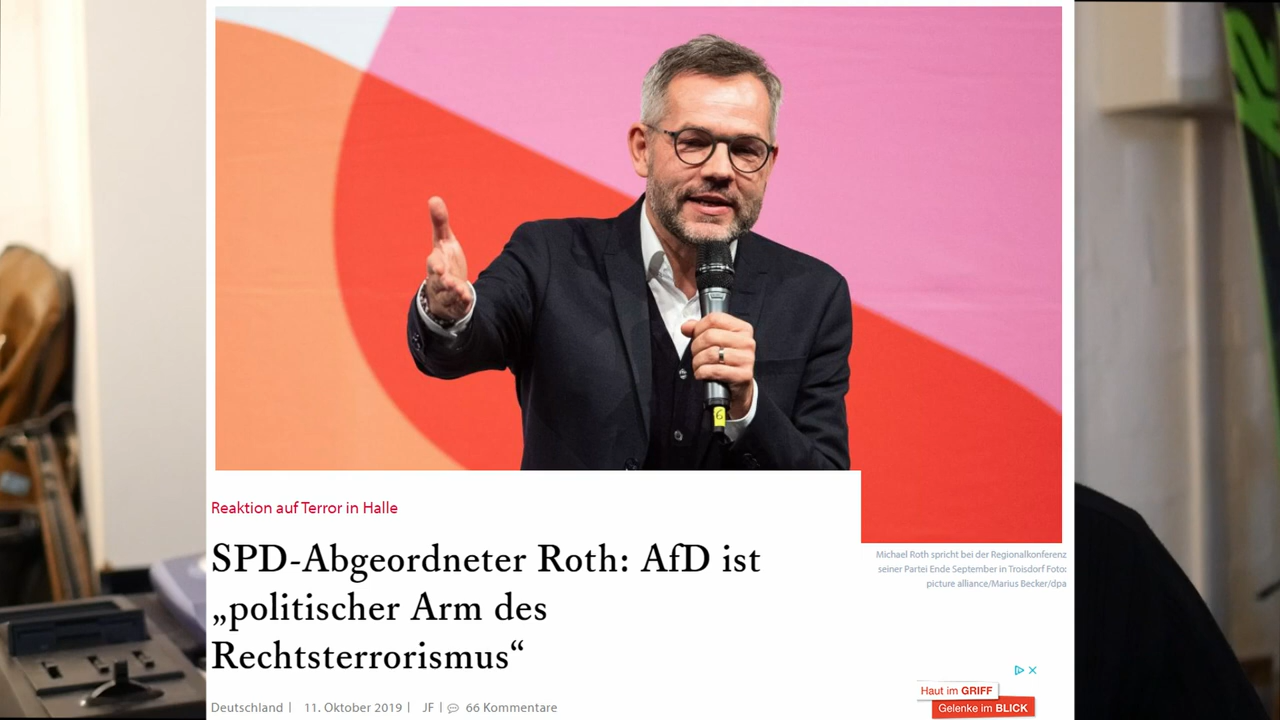 6
Reaktion auf Terror in Halle
SPD-Abgeordneter Roth: AfD ist
„politischer Arm des
Rechtsterrorismus“
Michael Roth spricht bei der Regionalkonferenz
seiner Partei Ende September in Troisdorf Foto:
picture alliance/Marius Becker/dpa
Haut im GRIFF
Gelenke im BLICK
Deutschland | 11. Oktober 2019 | JF | 66 Kommentare